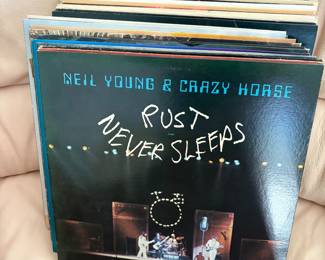 NEIL YOUNG & CRAZY HORSE
RUST
NEVER SLEEPS